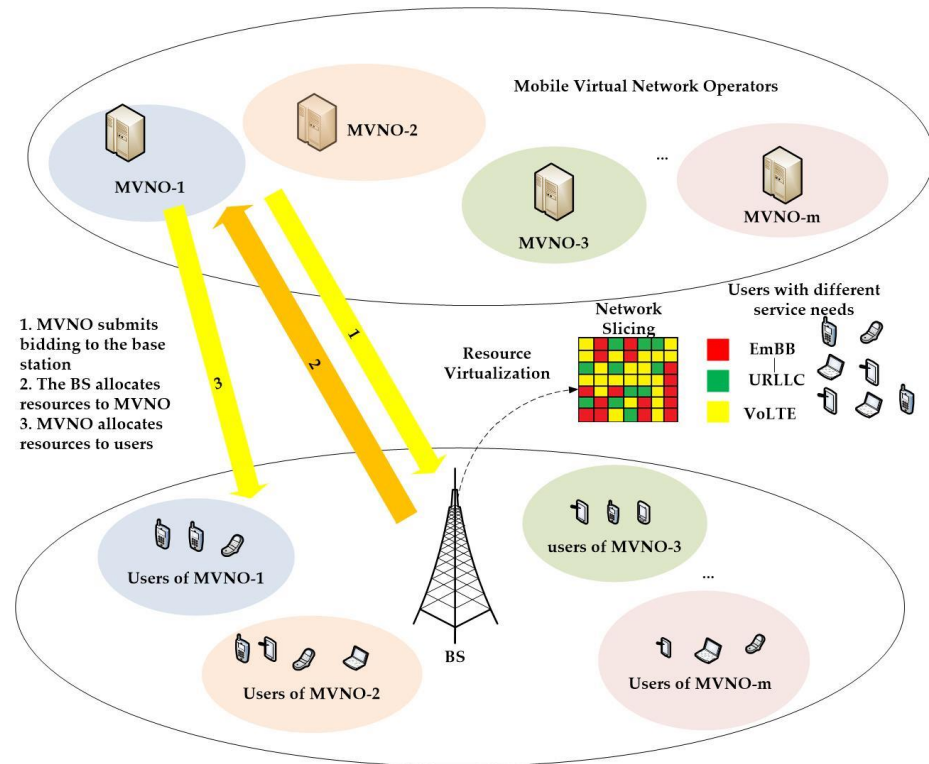 Mobile Virtual Network Operators
MVNO-1
MVNO-2
MVNO-3
...
MVNO-m
1. MVNO submits
bidding to the base
station
2. The BS allocates
resources to MVNO
3. MVNO allocates
resources to users
3
2
1
Resource
Virtualization
Network
Slicing
EmBB
URLLC
VoLTE
Users with different
service needs
Users of MVNO-1
Users of MVNO-2
BS
users of MVNO-3
...
Users of MVNO-m